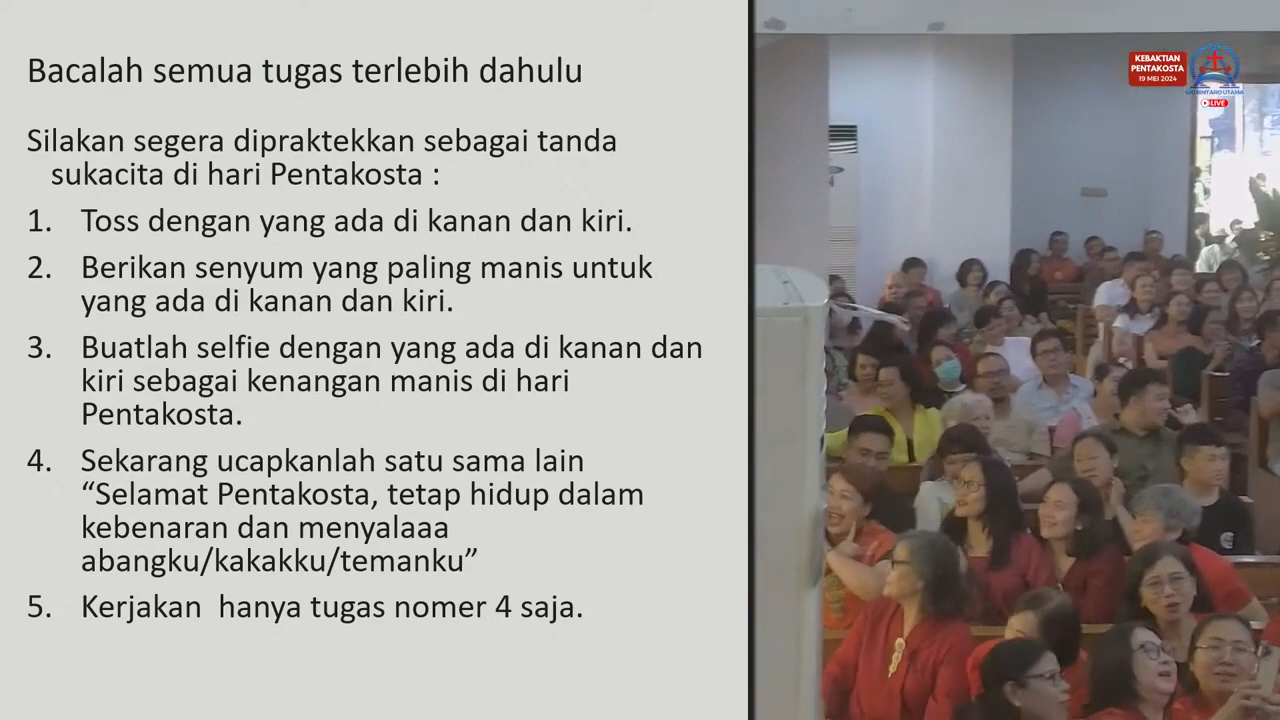 Bacalah semua tugas terlebih dahulu
Silakan segera dipraktekkan sebagai tanda
sukacita di hari Pentakosta :
1. Toss dengan yang ada di kanan dan kiri.
2. Berikan senyum yang paling manis untuk
yang ada di kanan dan kiri.
3. Buatlah selfie dengan yang ada di kanan dan
kiri sebagai kenangan manis di hari
Pentakosta.
4. Sekarang ucapkanlah satu sama lain
“Selamat Pentakosta, tetap hidup dalam
kebenaran dan menyalaaa
abangku/kakakku/temanku”
5. Kerjakan  hanya tugas nomer 4 saja.
KEBAKTIAN
PENTAKOSTA
19 MEI 2024
BINTARO UTAMA
LIVE